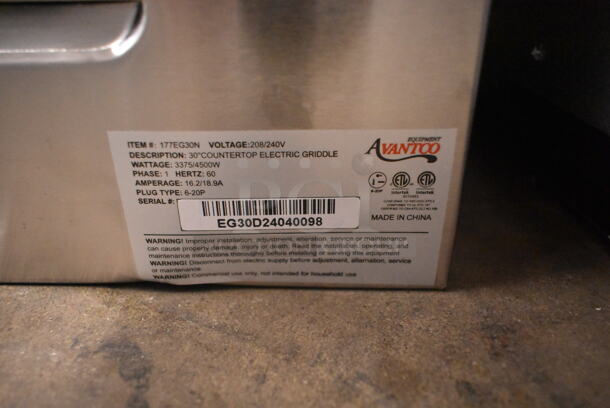 ITEM #: 177EG30N VOLTAGE:208/240V
DESCRIPTION: 30"COUNTERTOP ELECTRIC GRIDDLE
WATTAGE: 3375/4500W
PHASE: 1 HERTZ: 60
AMPERAGE: 16.2/18.9A
PLUG TYPE: 6-20P
SERIAL #:
EG30D24040098
AVANTCO
EQUIPMENT
6-20P
Intertek
Intertek
MADE IN CHINA
WARNING! Improper installation, adjustment, alteration, service or maintenance
can cause property damage, injury or death. Read the installation, operating, and
maintenance instructions thoroughly before installing or serving this equipment
WARNING! Disconnect from electric supply before adjustment, alternation, service
or maintenance
WARNING! Commercial use only, not intended for household use